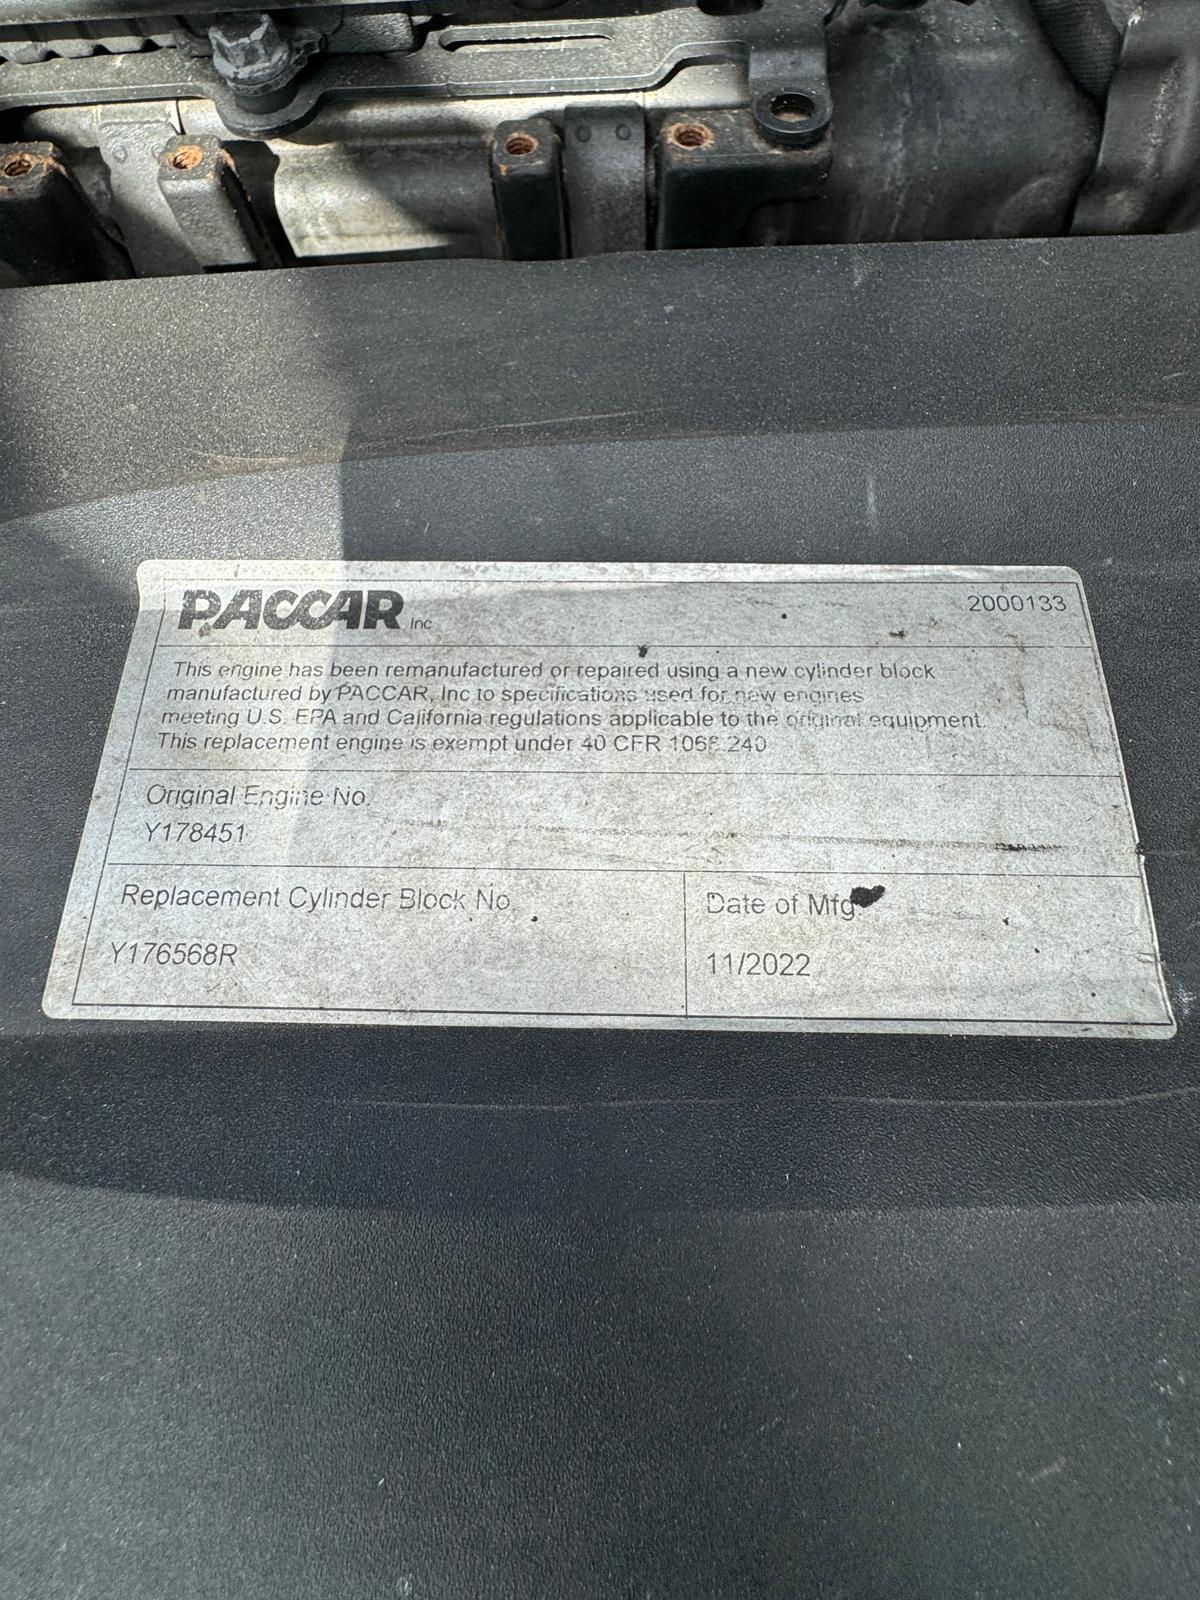 PACCAR Inc 2000133
This engine has been remanufactured or repaired using a new cylinder block
manufactured by PACCAR, Inc to specifications used for new engines
meeting U.S. EPA and California regulations applicable to the original equipment.
This replacement engine is exempt under 40 CFR 1068.240
Original Engine No.
Y178451
Replacement Cylinder Block No.
Y176568R
Date of Mfg.
11/2022